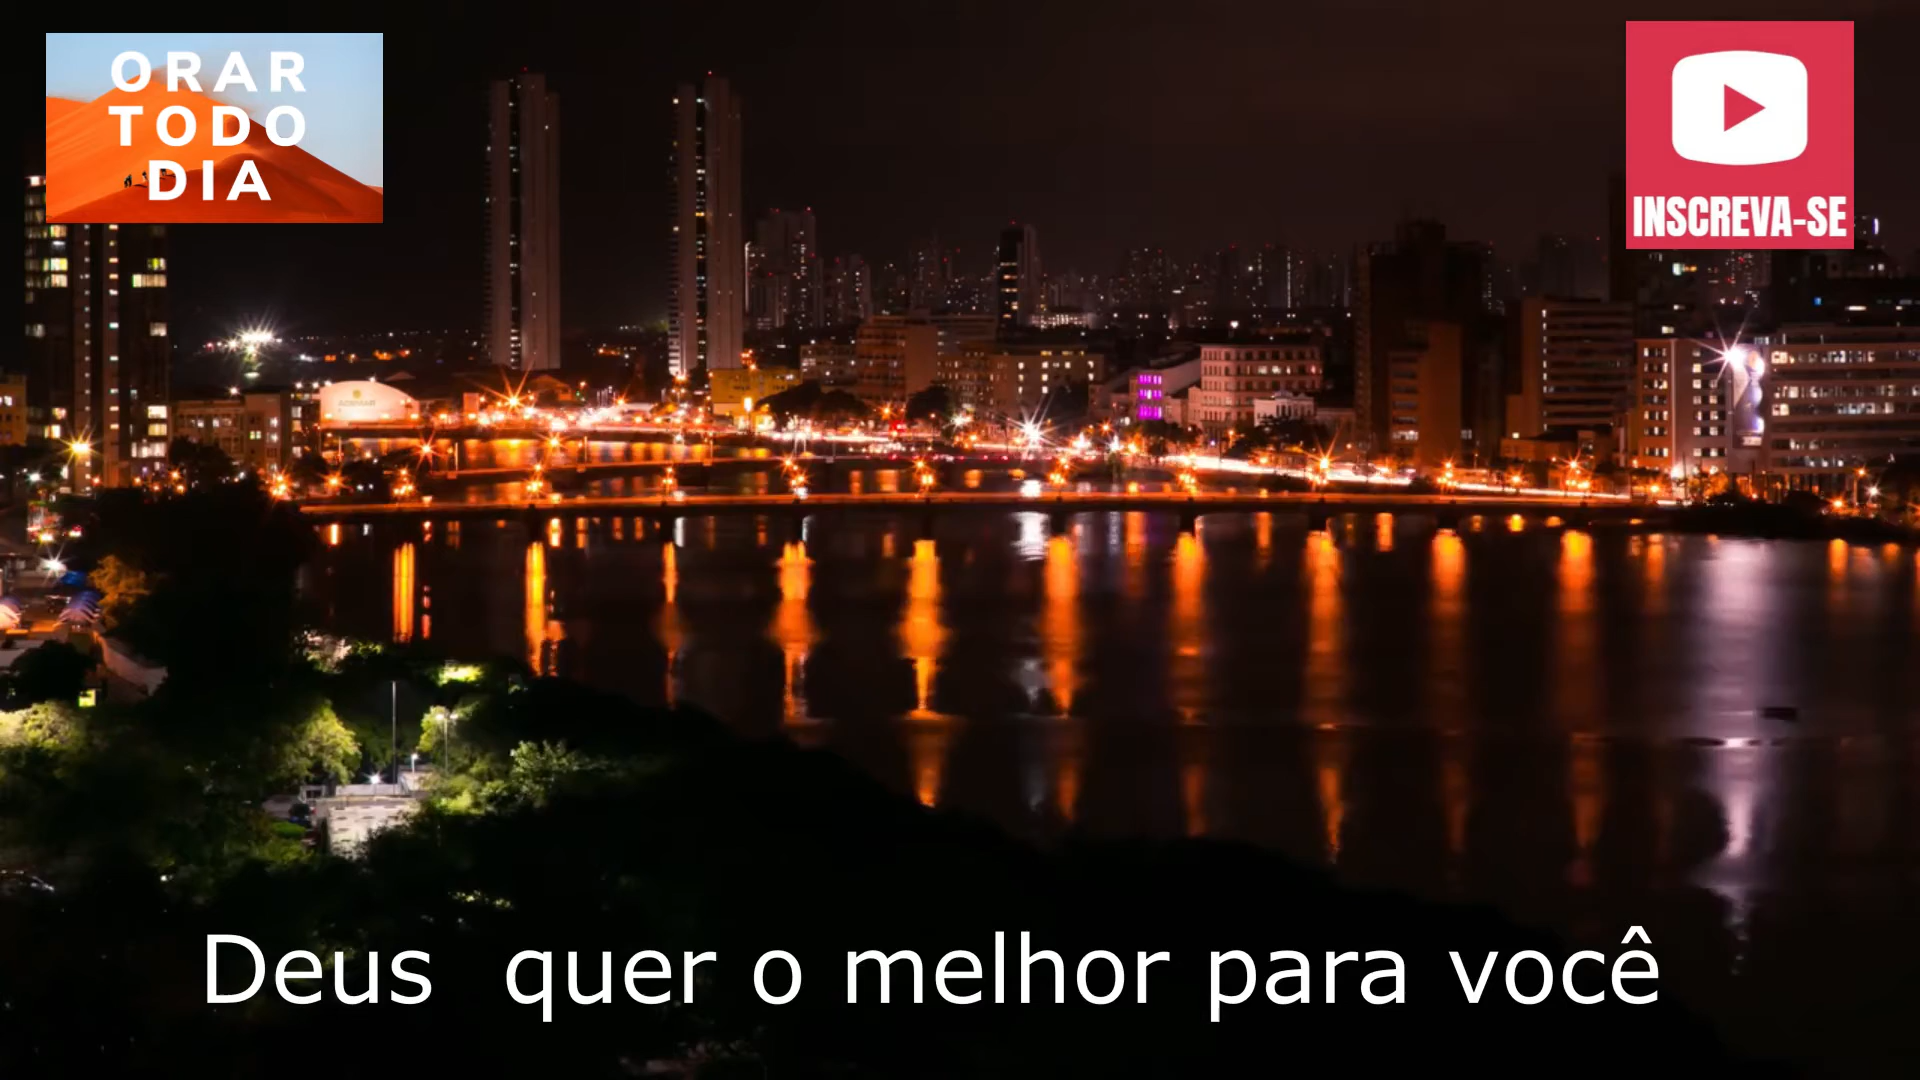 ORAR
TODO
DIA
INSCREVA-SE
Deus quer o melhor para você